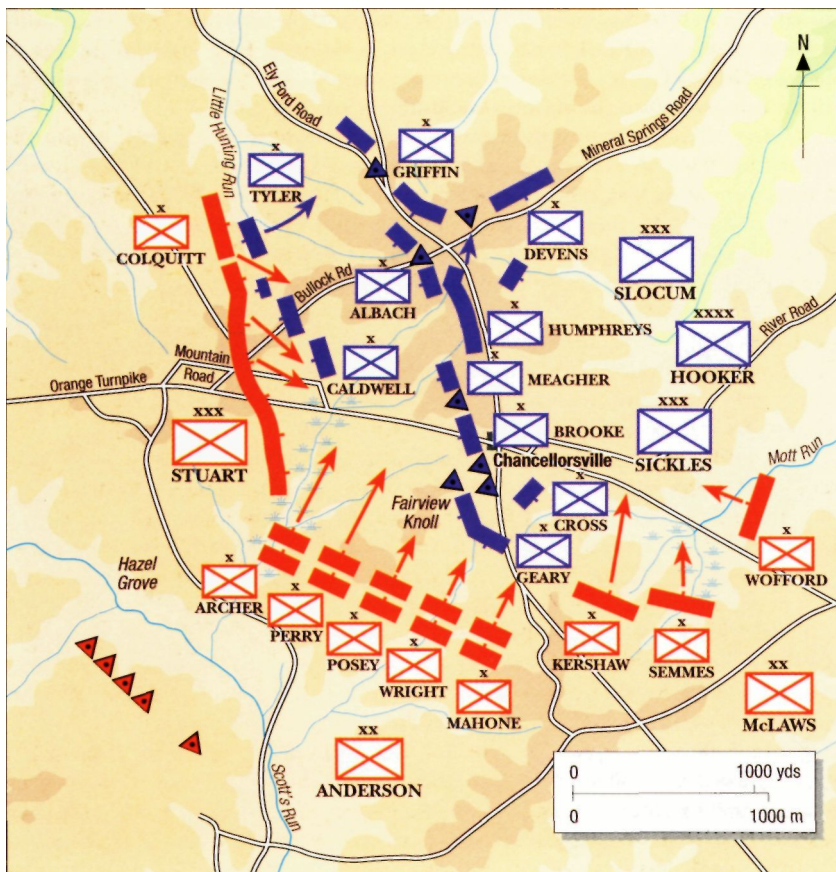 N
Ely Ford Road
Little Hunting Run
Mineral Springs Road
x
GRIFFIN
x
TYLER
x
COLQUITT
x
DEVENS
xxx
SLOCUM
Bullock Rd
x
ALBACH
x
HUMPHREYS
xxxx
HOOKER
River Road
Mountain
Road
x
CALDWELL
x
MEAGHER
Orange Turnpike
xxx
STUART
x
BROOKE
xxx
SICKLES
Chancellorsville
Mott Run
Fairview
Knoll
x
CROSS
x
GEARY
x
WOFFORD
Hazel
Grove
x
ARCHER
x
PERRY
x
POSEY
x
WRIGHT
x
MAHONE
x
KERSHAW
x
SEMMES
xx
McLAWS
xx
ANDERSON
Scott's Run
0 1000 yds
0 1000 m